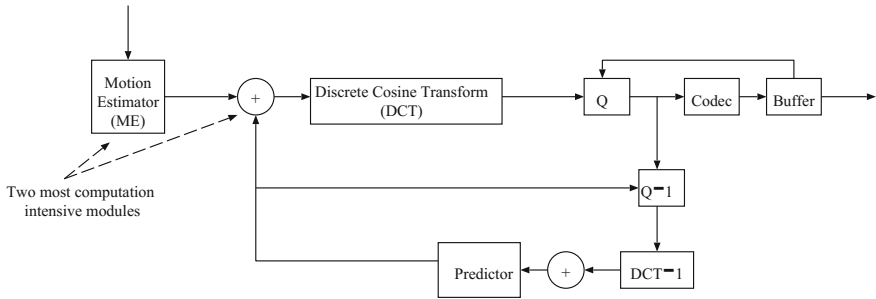 Motion
Estimator
(ME)
+
Discrete Cosine Transform
(DCT)
Q
Codec
Buffer
Two most computation
intensive modules
Q-1
Predictor
+
DCT-1